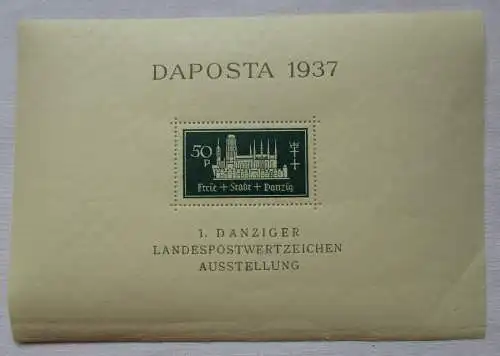 DAPOSTA 1937
50
p
Freie + Stadt + Danzig
1. DANZIGER
LANDESPOSTWERTZEICHEN
AUSSTELLUNG